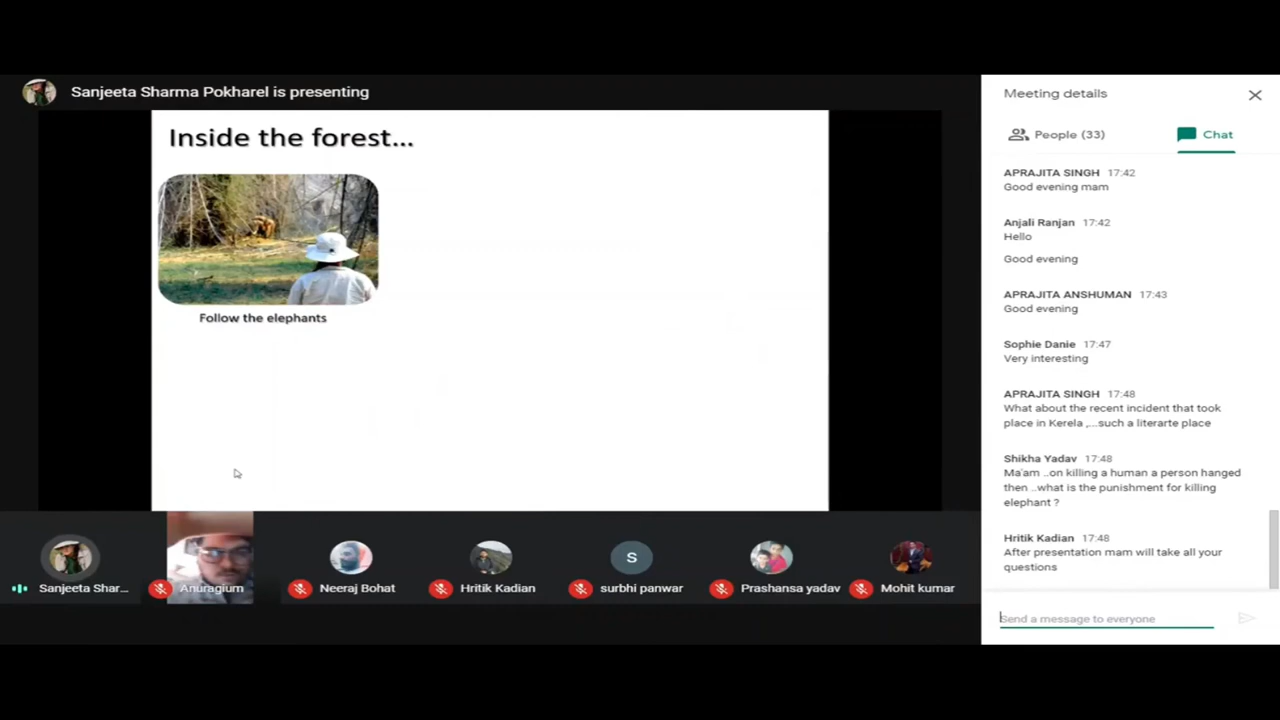 Sanjeeta Sharma Pokharel is presenting
Inside the forest...
Follow the elephants
Sanjeeta Shar...
Anuragium
Neeraj Bohat
Hritik Kadian
S
surbhi panwar
Prashansa yadav
Mohit kumar
Meeting details
People (33)
Chat
APRAJITA SINGH 17:42
Good evening mam
Anjali Ranjan 17:42
Hello
Good evening
APRAJITA ANSHUMAN 17:43
Good evening
Sophie Danie 17:47
Very interesting
APRAJITA SINGH 17:48
What about the recent incident that took
place in Kerela ,...such a literarte place
Shikha Yadav 17:48
Ma'am ..on killing a human a person hanged
then ..what is the punishment for killing
elephant ?
Hritik Kadian 17:48
After presentation mam will take all your
questions
Send a message to everyone